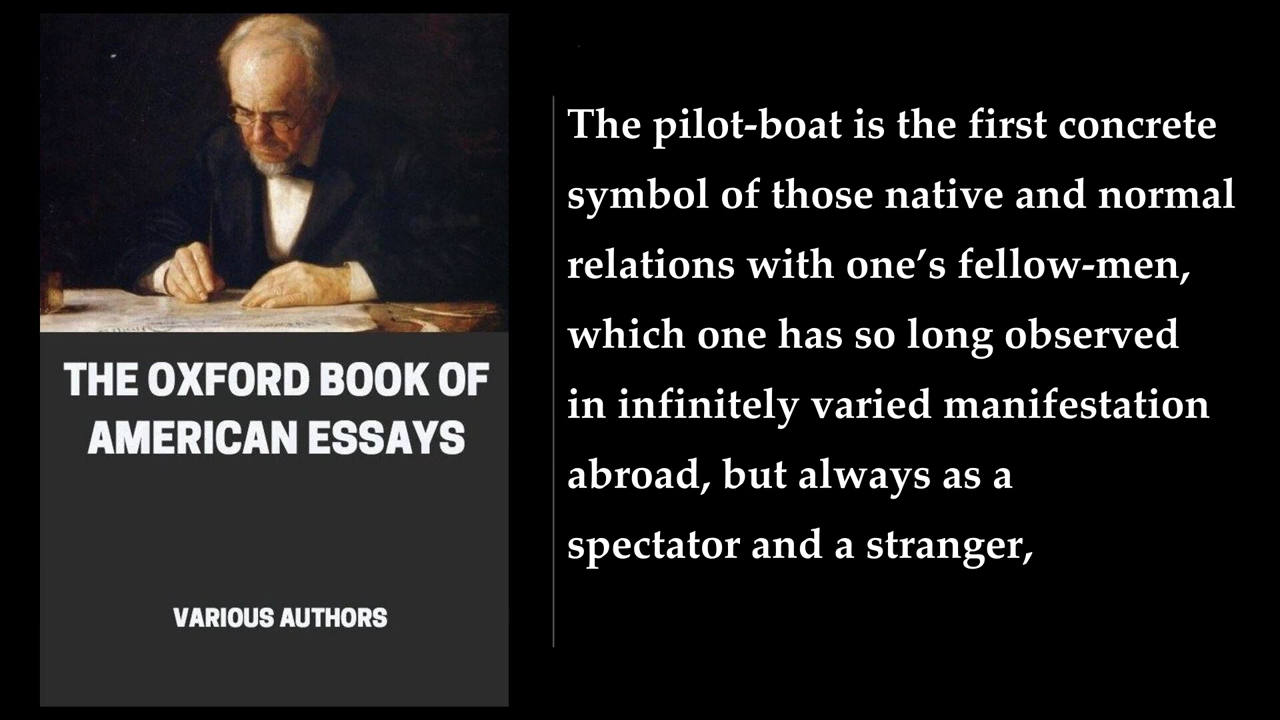 THE OXFORD BOOK OF
AMERICAN ESSAYS
VARIOUS AUTHORS
The pilot-boat is the first concrete
symbol of those native and normal
relations with one’s fellow-men,
which one has so long observed
in infinitely varied manifestation
abroad, but always as a
spectator and a stranger,